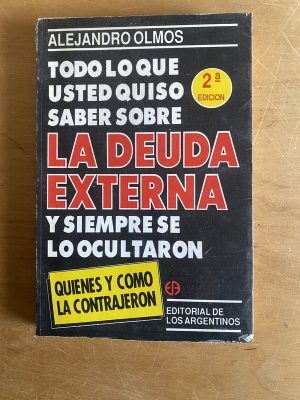 ALEJANDRO OLMOS
TODO LO QUE
USTED QUISO
SABER SOBRE
2ª
EDICION
LA DEUDA
EXTERNA
Y SIEMPRE SE
LO OCULTARON
QUIENES Y COMO
LA CONTRAJERON
EDITORIAL DE
LOS ARGENTINOS